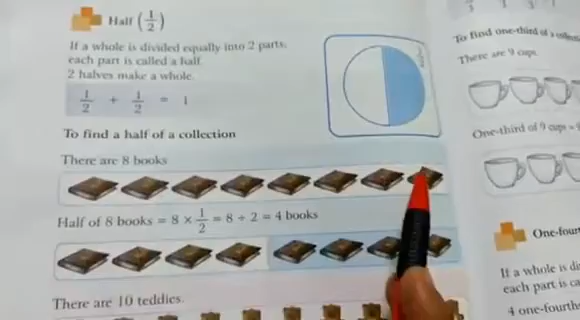 Half (1/2)
If a whole is divided equally into 2 parts,
each part is called a half.
2 halves make a whole.
1/2 + 1/2 = 1
To find a half of a collection
There are 8 books
Half of 8 books = 8 × 1/2 = 8 ÷ 2 = 4 books
There are 10 teddies.
To find one-third of a
There are 9 cups.
One-third of 9 cups =
One-four
If a whole is di
each part is ca
4 one-fourths